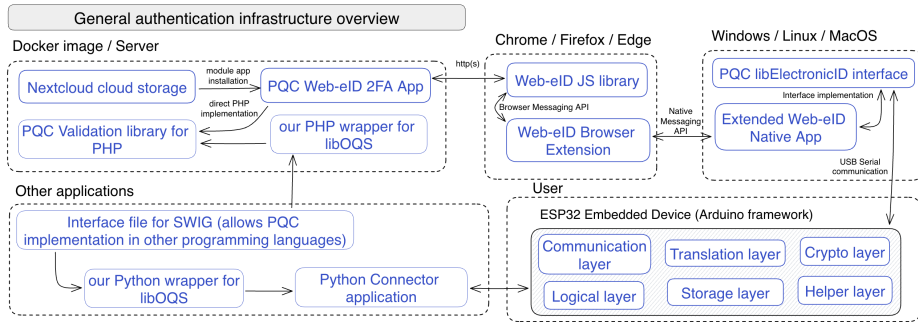 General authentication infrastructure overview
Docker image / Server
Nextcloud cloud storage
module app
installation
PQC Web-eID 2FA App
direct PHP
implementation
PQC Validation library for
PHP
our PHP wrapper for
libOQS
http(s)
Chrome / Firefox / Edge
Web-eID JS library
Browser Messaging API
Web-eID Browser
Extension
Native
Messaging
API
Windows / Linux / MacOS
PQC libElectronicID interface
Interface implementation
Extended Web-eID
Native App
USB Serial
communication
Other applications
Interface file for SWIG (allows PQC
implementation in other programming languages)
our Python wrapper for
libOQS
Python Connector
application
User
ESP32 Embedded Device (Arduino framework)
Communication
layer
Translation layer
Crypto layer
Logical layer
Storage layer
Helper layer